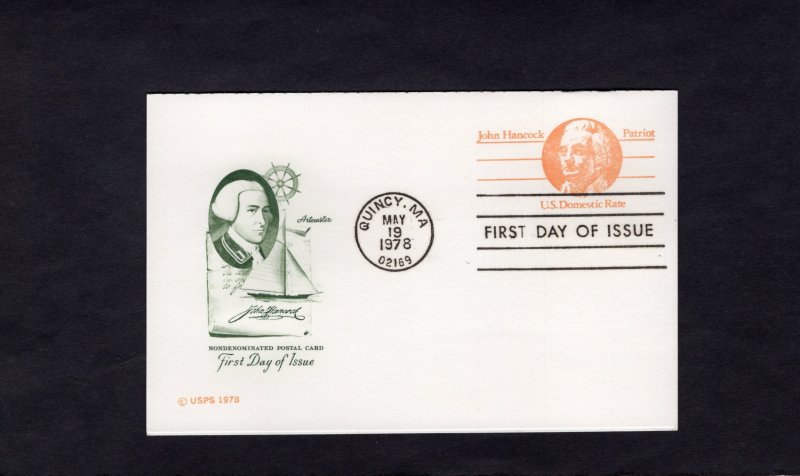 John Hancock Patriot
U.S. Domestic Rate
FIRST DAY OF ISSUE
QUINCY, MA
MAY
19
1978
02169
Artmaster
John Hancock
NONDENOMINATED POSTAL CARD
First Day of Issue
© USPS 1978